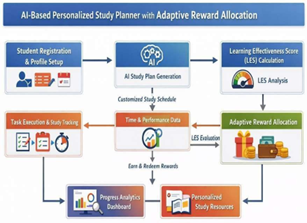 AI-Based Personalized Study Planner with Adaptive Reward Allocation
Student Registration
& Profile Setup
AI
AI Study Plan Generation
Learning Effectiveness Score
(LES) Calculation
LES Analysis
Customized Study Schedule
Task Execution & Study Tracking
Time & Performance Data
LES Evaluation
Adaptive Reward Allocation
Earn & Redeem Rewards
Progress Analytics
Dashboard
Personalized
Study Resources